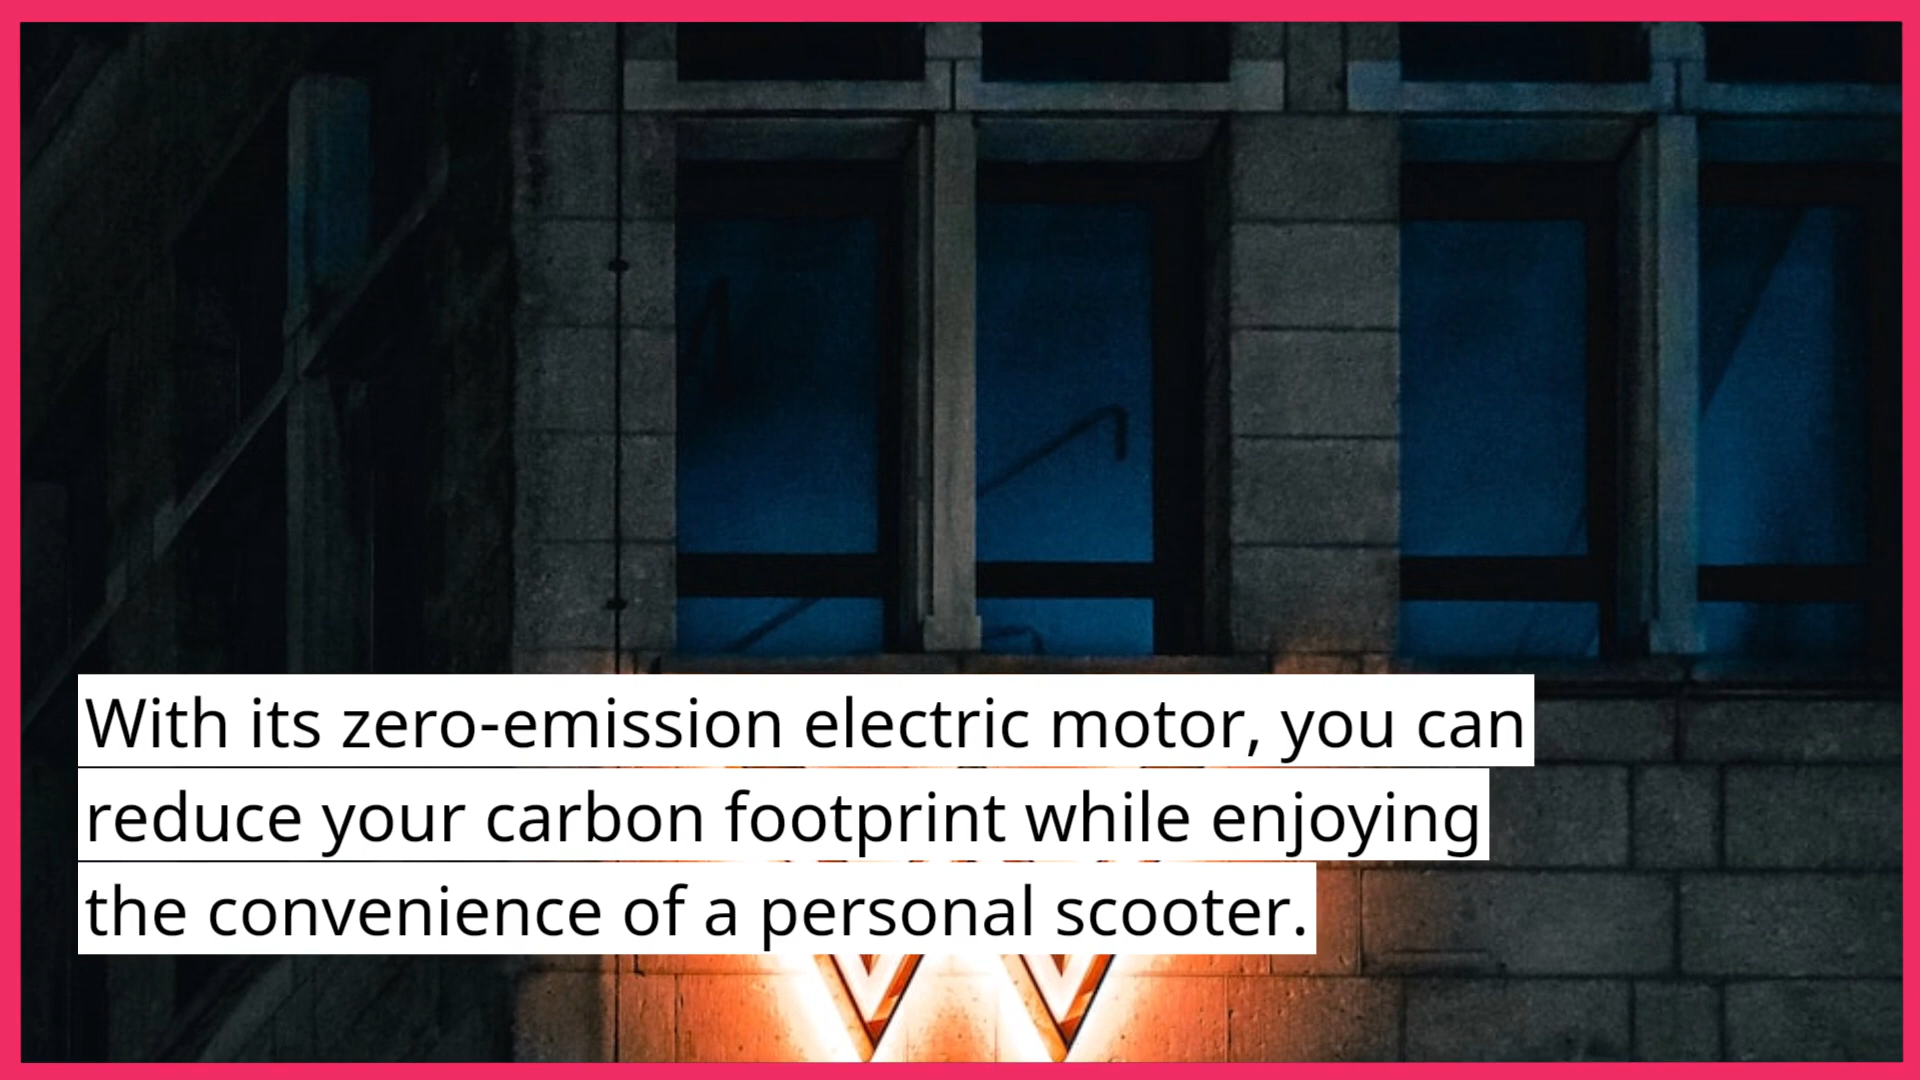 With its zero-emission electric motor, you can
reduce your carbon footprint while enjoying
the convenience of a personal scooter.